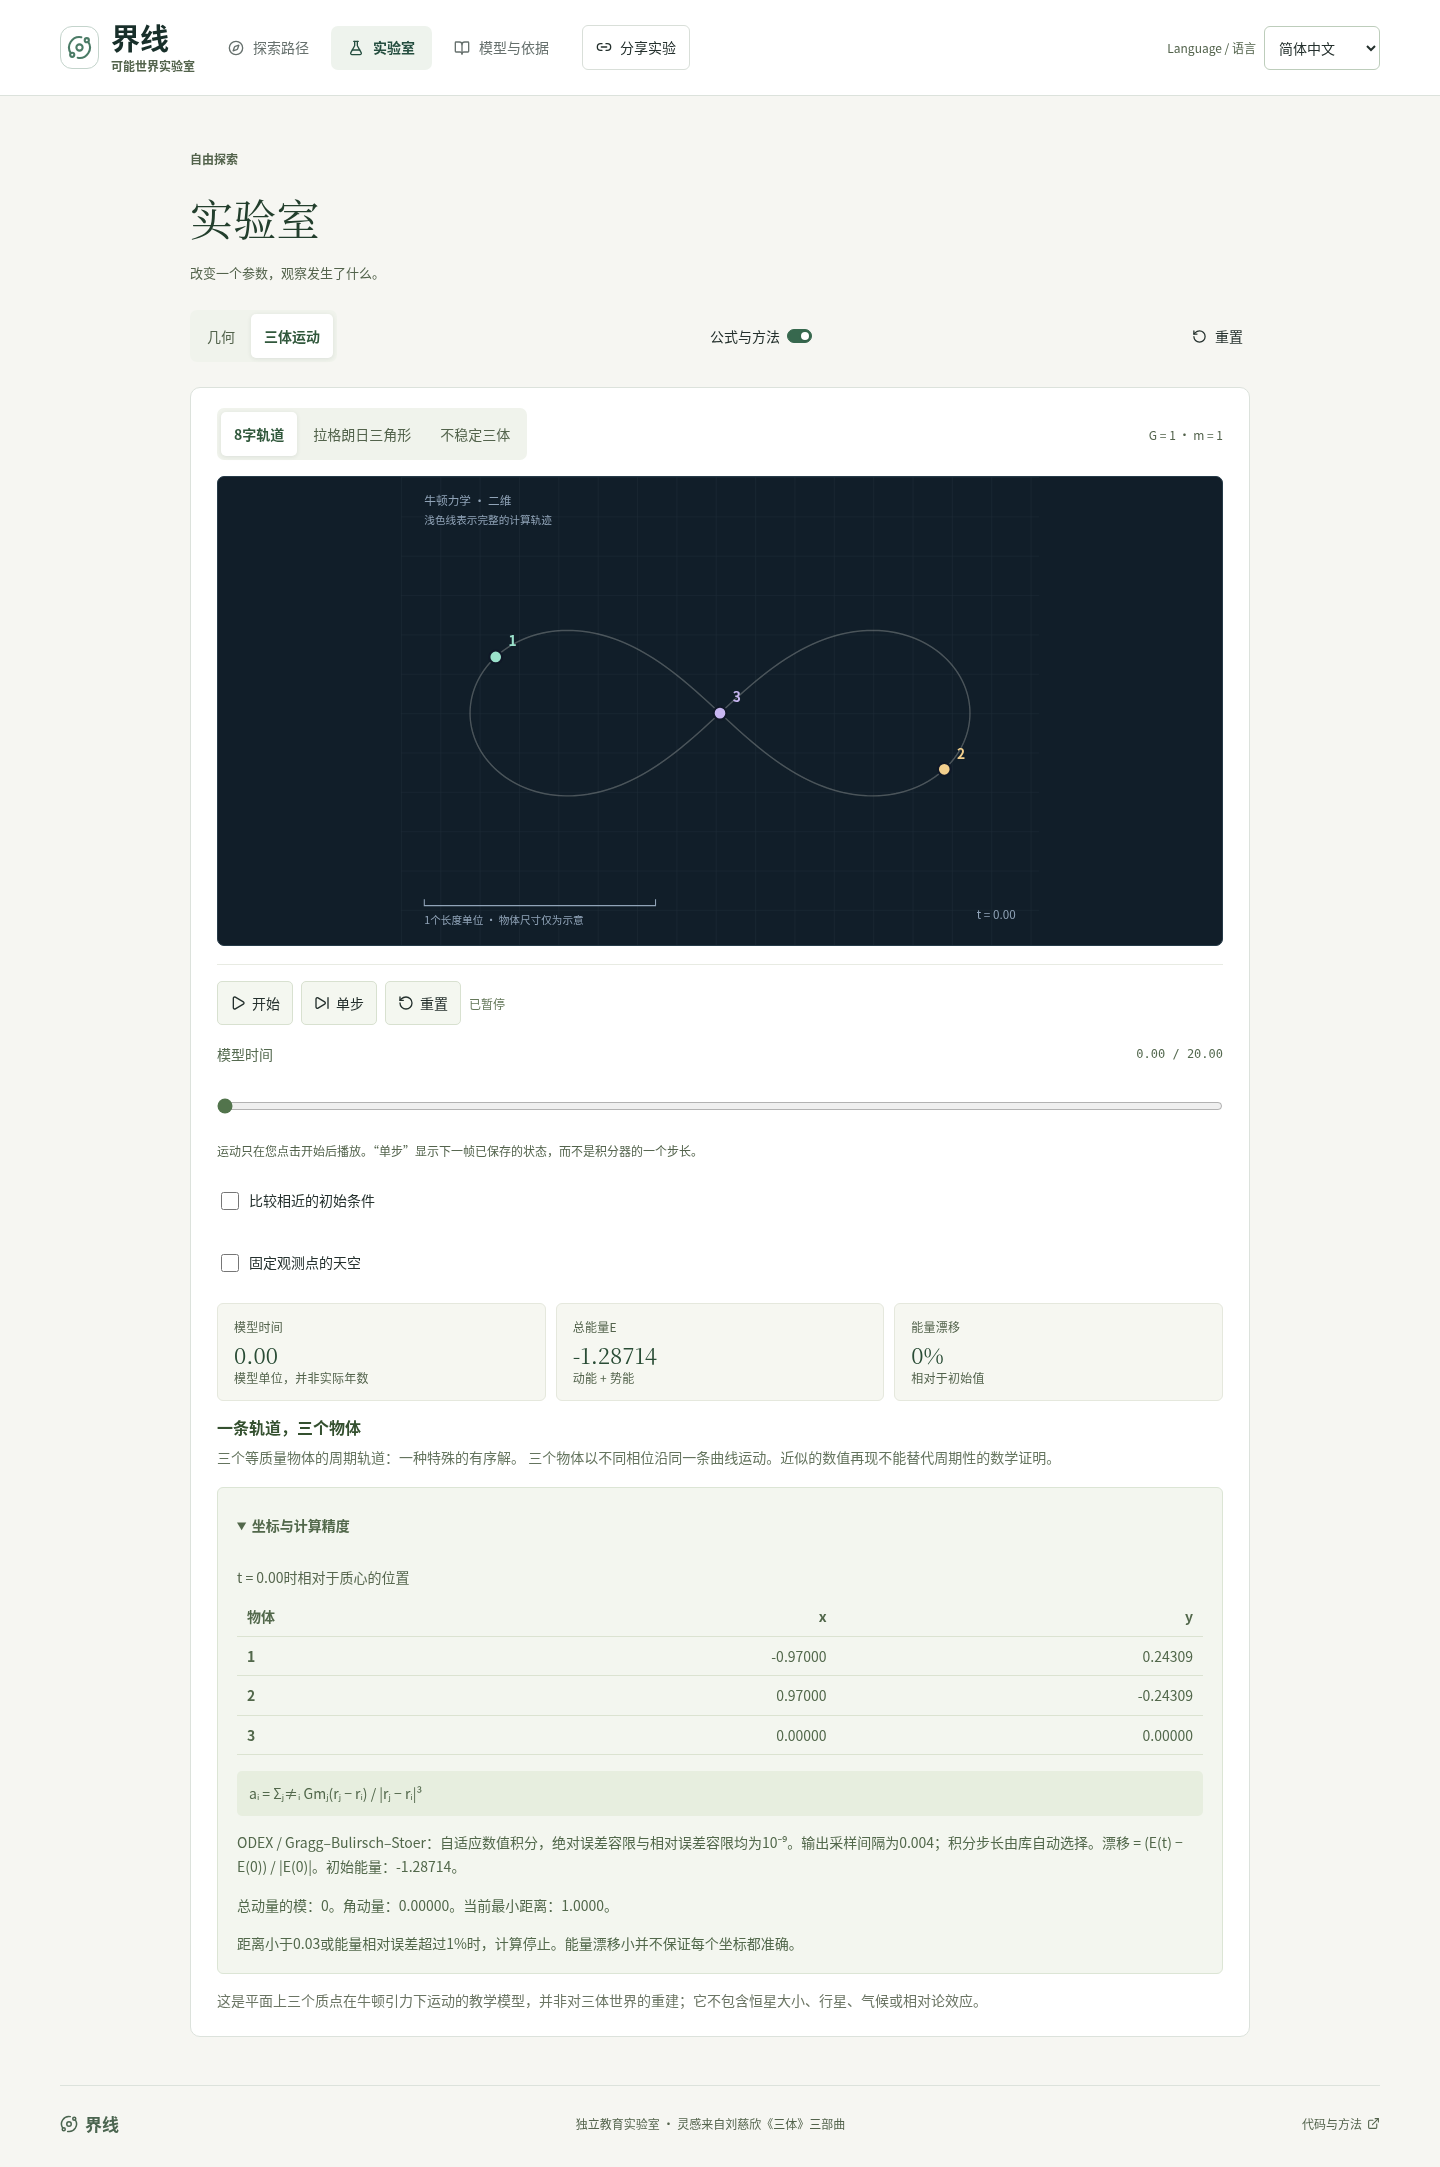 界线
可能世界实验室
探索路径
实验室
模型与依据
分享实验
Language / 语言
简体中文
自由探索
实验室
改变一个参数，观察发生了什么。
几何
三体运动
公式与方法
重置
8字轨道
拉格朗日三角形
不稳定三体
G = 1 · m = 1
牛顿力学 · 二维
浅色线表示完整的计算轨迹
1
3
2
1个长度单位 · 物体尺寸仅为示意
t = 0.00
开始
单步
重置
已暂停
模型时间
0.00 / 20.00
运动只在您点击开始后播放。“单步”显示下一帧已保存的状态，而不是积分器的一个步长。
比较相近的初始条件
固定观测点的天空
模型时间
0.00
模型单位，并非实际年数
总能量E
-1.28714
动能 + 势能
能量漂移
0%
相对于初始值
一条轨道，三个物体
三个等质量物体的周期轨道：一种特殊的有序解。 三个物体以不同相位沿同一条曲线运动。近似的数值再现不能替代周期性的数学证明。
▼ 坐标与计算精度
t = 0.00时相对于质心的位置
物体 x y
1 -0.97000 0.24309
2 0.97000 -0.24309
3 0.00000 0.00000
aᵢ = Σⱼ≠ᵢ Gmⱼ(rⱼ − rᵢ) / |rⱼ − rᵢ|³
ODEX / Gragg–Bulirsch–Stoer：自适应数值积分，绝对误差容限与相对误差容限均为10⁻⁹。输出采样间隔为0.004；积分步长由库自动选择。漂移 = (E(t) −
E(0)) / |E(0)|。初始能量：-1.28714。
总动量的模：0。角动量：0.00000。当前最小距离：1.0000。
距离小于0.03或能量相对误差超过1%时，计算停止。能量漂移小并不保证每个坐标都准确。
这是平面上三个质点在牛顿引力下运动的教学模型，并非对三体世界的重建；它不包含恒星大小、行星、气候或相对论效应。
界线
独立教育实验室 · 灵感来自刘慈欣《三体》三部曲
代码与方法